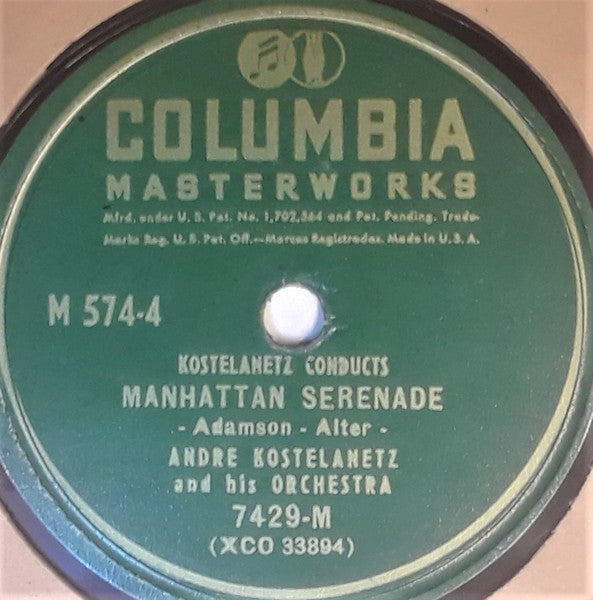 COLUMBIA
MASTERWORKS
Mfrd. under U. S. Pat. No. 1,702,564 and Pat. Pending. Trade-
Marks Reg. U. S. Pat. Off.—Marcas Registradas. Made in U. S. A.
M 574-4
KOSTELANETZ CONDUCTS
MANHATTAN SERENADE
- Adamson - Alter -
ANDRE KOSTELANETZ
and his ORCHESTRA
7429-M
(XCO 33894)